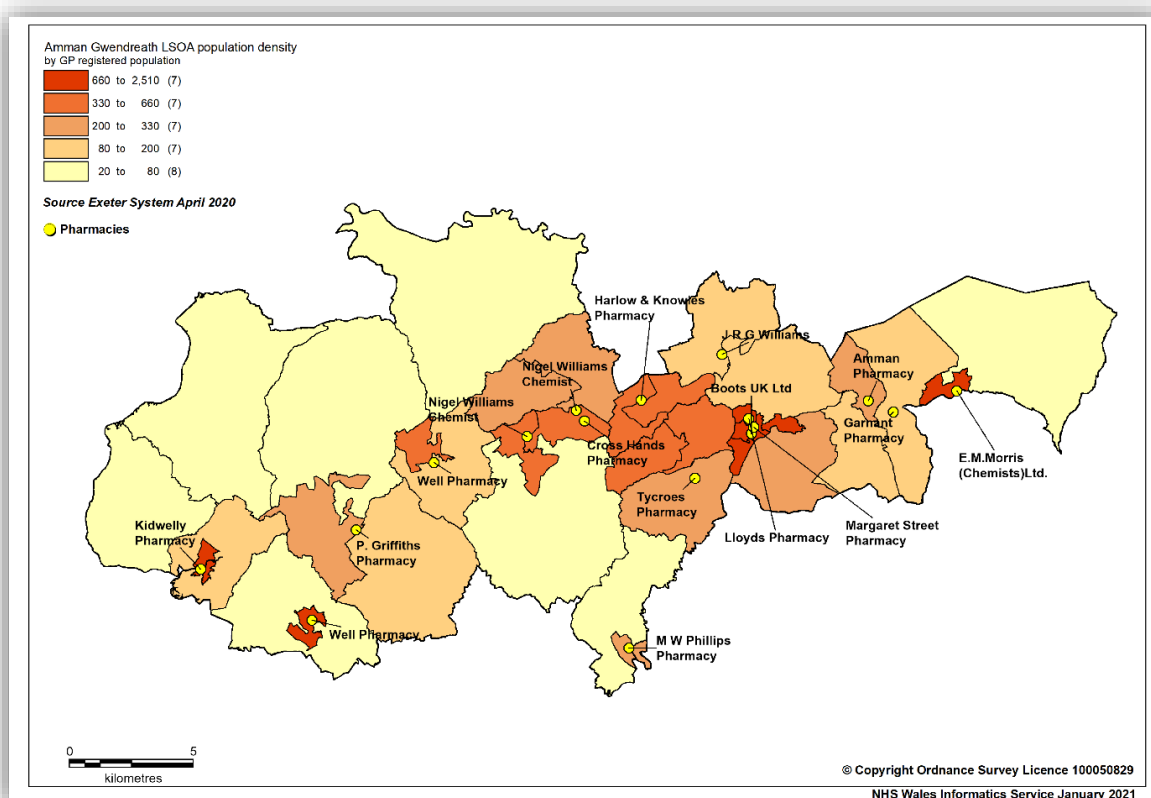 Amman Gwendreath LSOA population density
by GP registered population
660 to 2,510 (7)
330 to 660 (7)
200 to 330 (7)
80 to 200 (7)
20 to 80 (8)
Source Exeter System April 2020
Pharmacies
Harlow & Knowles
Pharmacy
J R G Williams
Nigel Williams
Chemist
Amman
Pharmacy
Boots UK Ltd
Nigel Williams
Chemist
Garnant
Pharmacy
Cross Hands
Pharmacy
E.M.Morris
(Chemists)Ltd.
Well Pharmacy
Tycroes
Pharmacy
Kidwelly
Pharmacy
Margaret Street
Pharmacy
Lloyds Pharmacy
P. Griffiths
Pharmacy
Well Pharmacy
M W Phillips
Pharmacy
0 5
kilometres
© Copyright Ordnance Survey Licence 100050829
NHS Wales Informatics Service January 2021